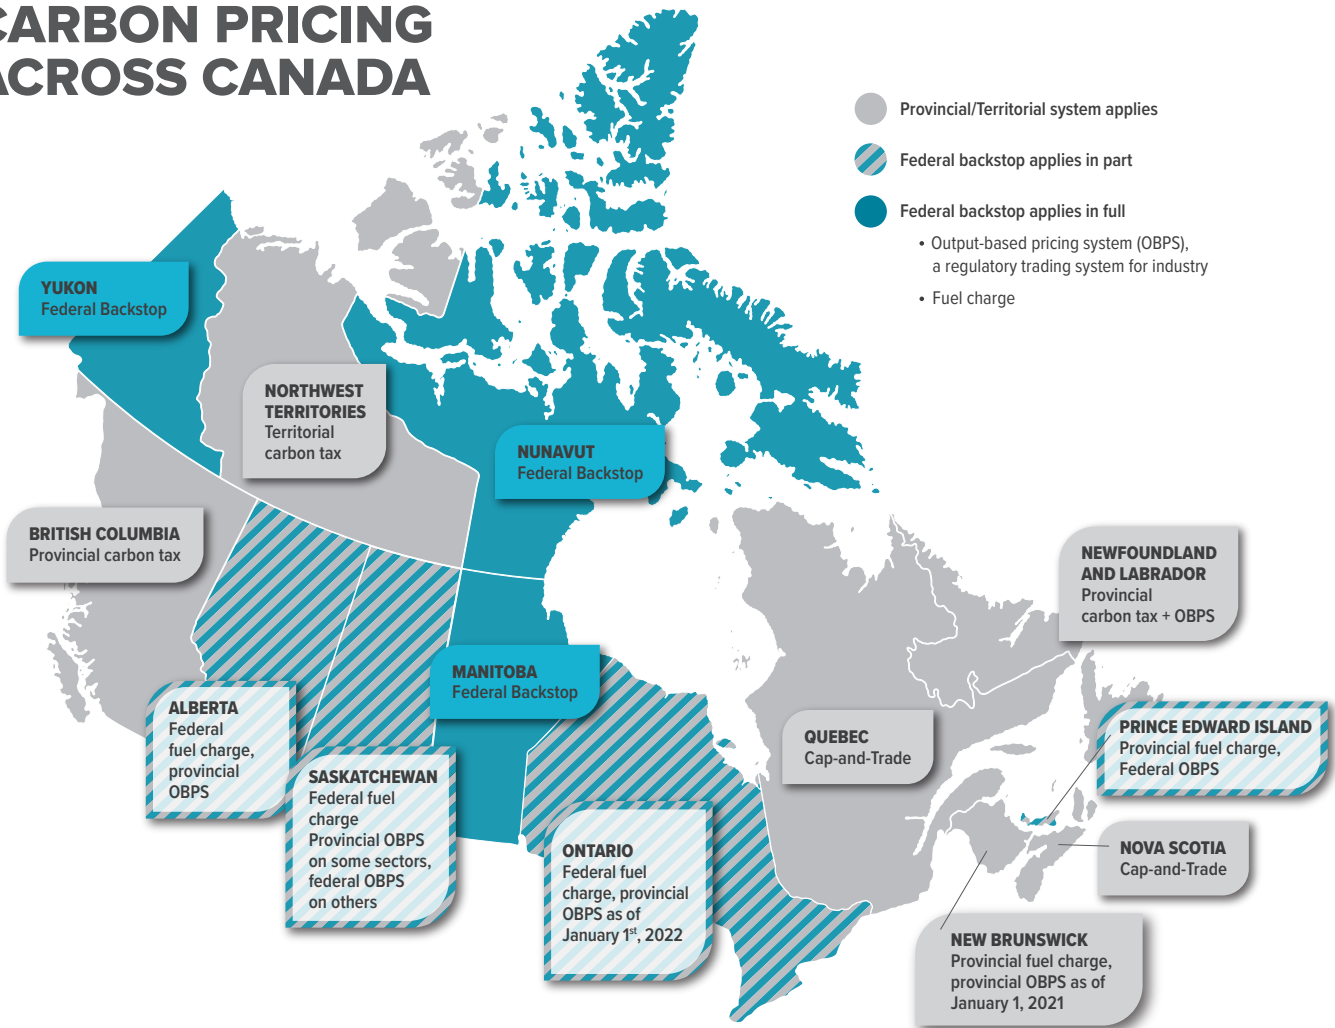 CARBON PRICING
ACROSS CANADA
Provincial/Territorial system applies
Federal backstop applies in part
Federal backstop applies in full
• Output-based pricing system (OBPS),
a regulatory trading system for industry
• Fuel charge
YUKON
Federal Backstop
NORTHWEST
TERRITORIES
Territorial
carbon tax
NUNAVUT
Federal Backstop
BRITISH COLUMBIA
Provincial carbon tax
NEWFOUNDLAND
AND LABRADOR
Provincial
carbon tax + OBPS
MANITOBA
Federal Backstop
ALBERTA
Federal
fuel charge,
provincial
OBPS
SASKATCHEWAN
Federal fuel
charge
Provincial OBPS
on some sectors,
federal OBPS
on others
ONTARIO
Federal fuel
charge, provincial
OBPS as of
January 1st, 2022
QUEBEC
Cap-and-Trade
PRINCE EDWARD ISLAND
Provincial fuel charge,
Federal OBPS
NOVA SCOTIA
Cap-and-Trade
NEW BRUNSWICK
Provincial fuel charge,
provincial OBPS as of
January 1, 2021